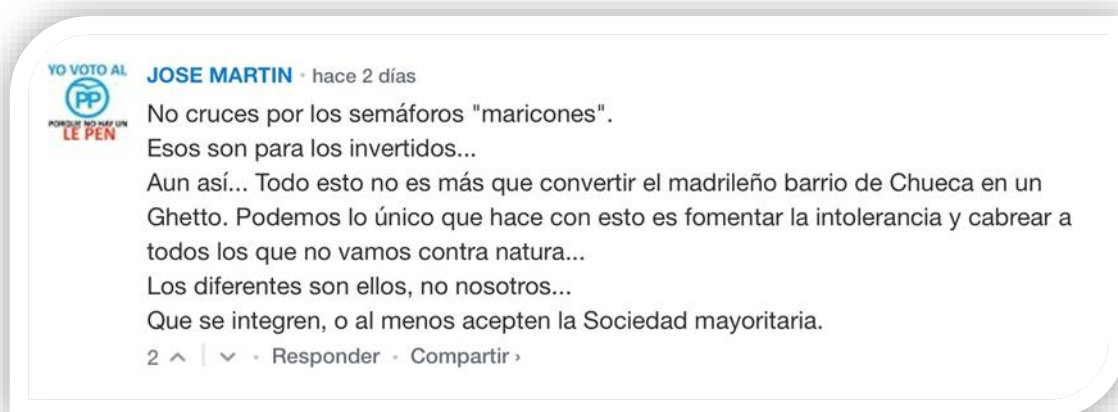 YO VOTO AL
PP
PORQUE NO HAY UN
LE PEN
JOSE MARTIN · hace 2 días
No cruces por los semáforos "maricones".
Esos son para los invertidos...
Aun así... Todo esto no es más que convertir el madrileño barrio de Chueca en un
Ghetto. Podemos lo único que hace con esto es fomentar la intolerancia y cabrear a
todos los que no vamos contra natura...
Los diferentes son ellos, no nosotros...
Que se integren, o al menos acepten la Sociedad mayoritaria.
2 · Responder · Compartir ›